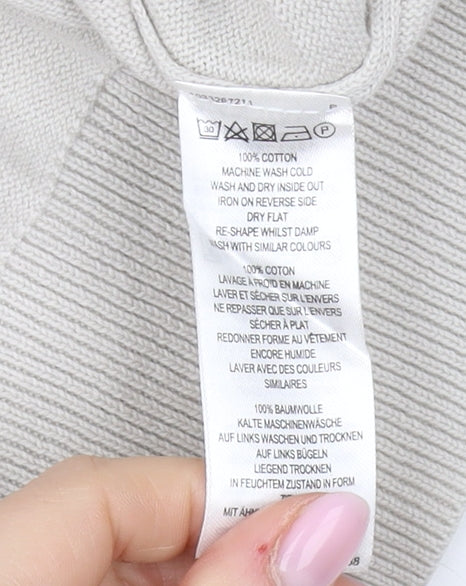 30 P
100% COTTON
MACHINE WASH COLD
WASH AND DRY INSIDE OUT
IRON ON REVERSE SIDE
DRY FLAT
RE-SHAPE WHILST DAMP
WASH WITH SIMILAR COLOURS
100% COTON
LAVAGE À FROID EN MACHINE
LAVER ET SÉCHER SUR L'ENVERS
NE REPASSER QUE SUR L'ENVERS
SÉCHER À PLAT
REDONNER FORME AU VÊTEMENT
ENCORE HUMIDE
LAVER AVEC DES COULEURS
SIMILAIRES
100% BAUMWOLLE
KALTE MASCHINENWÄSCHE
AUF LINKS WASCHEN UND TROCKNEN
AUF LINKS BÜGELN
LIEGEND TROCKNEN
IN FEUCHTEM ZUSTAND IN FORM
MIT